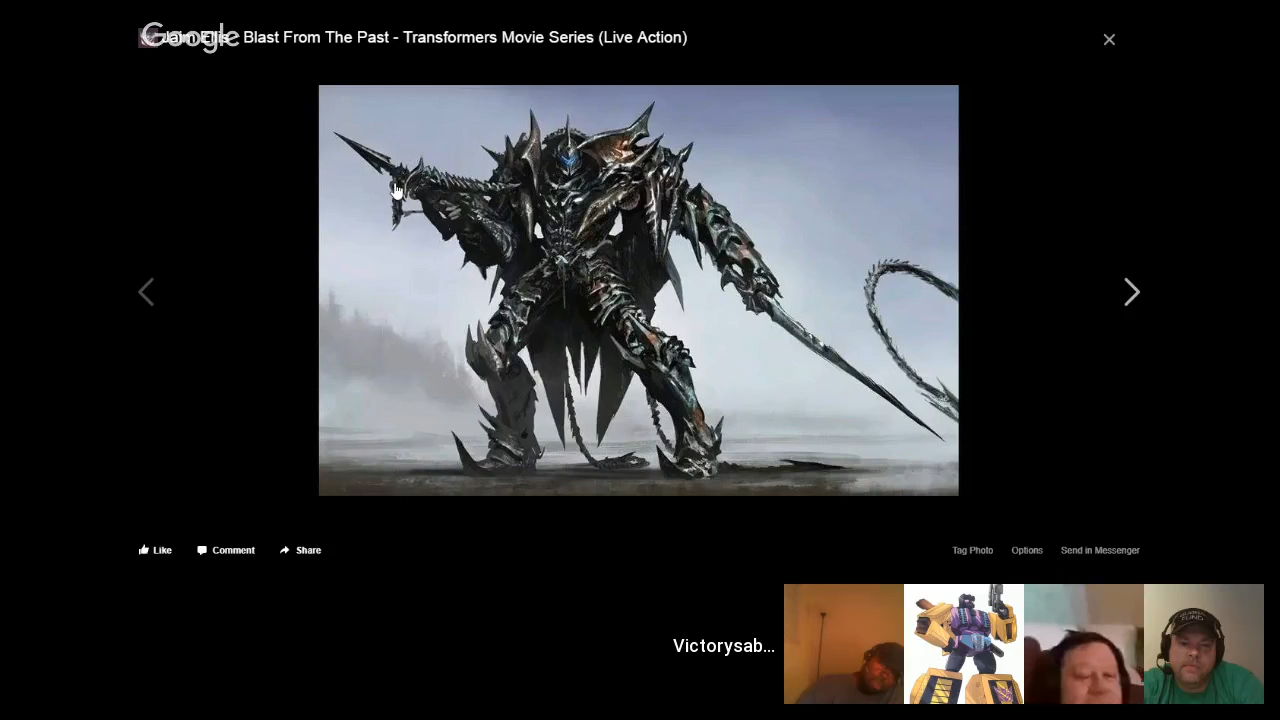 Google
Blast From The Past - Transformers Movie Series (Live Action)
Like Comment Share
Tag Photo Options Send in Messenger
Victorysab...